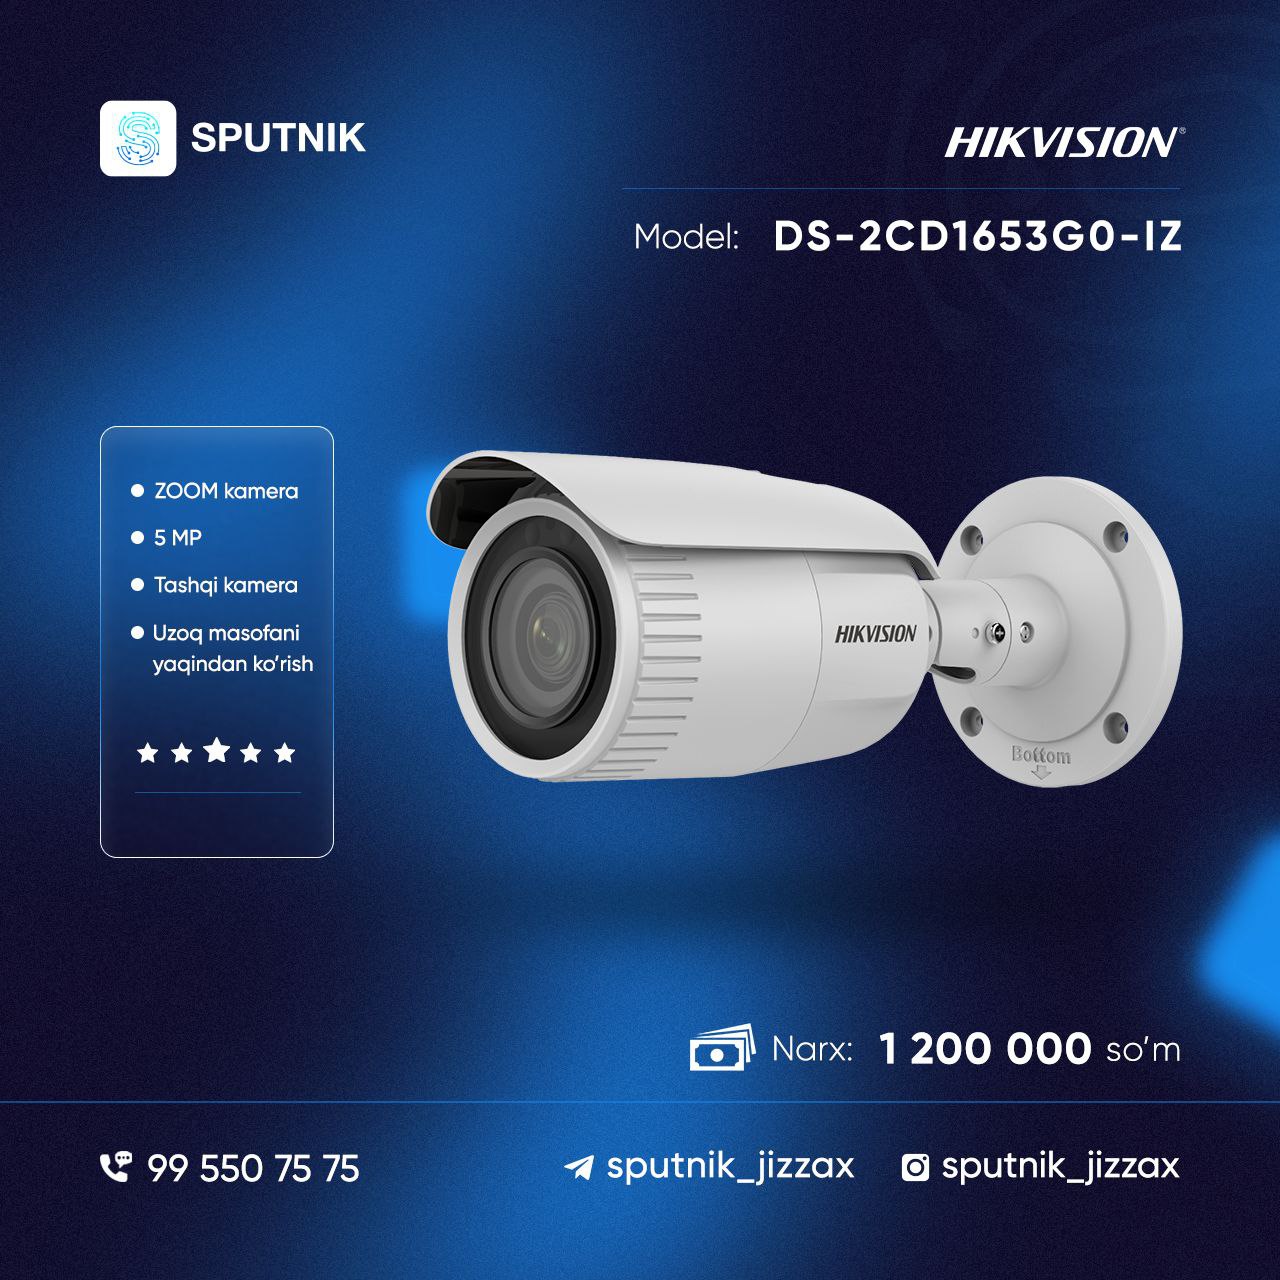 SPUTNIK
HIKVISION®
Model: DS-2CD1653G0-IZ
ZOOM kamera
5 MP
Tashqi kamera
Uzoq masofani
yaqindan ko‘rish
HIKVISION
Bottom
Narx: 1 200 000 so‘m
99 550 75 75
sputnik_jizzax
sputnik_jizzax